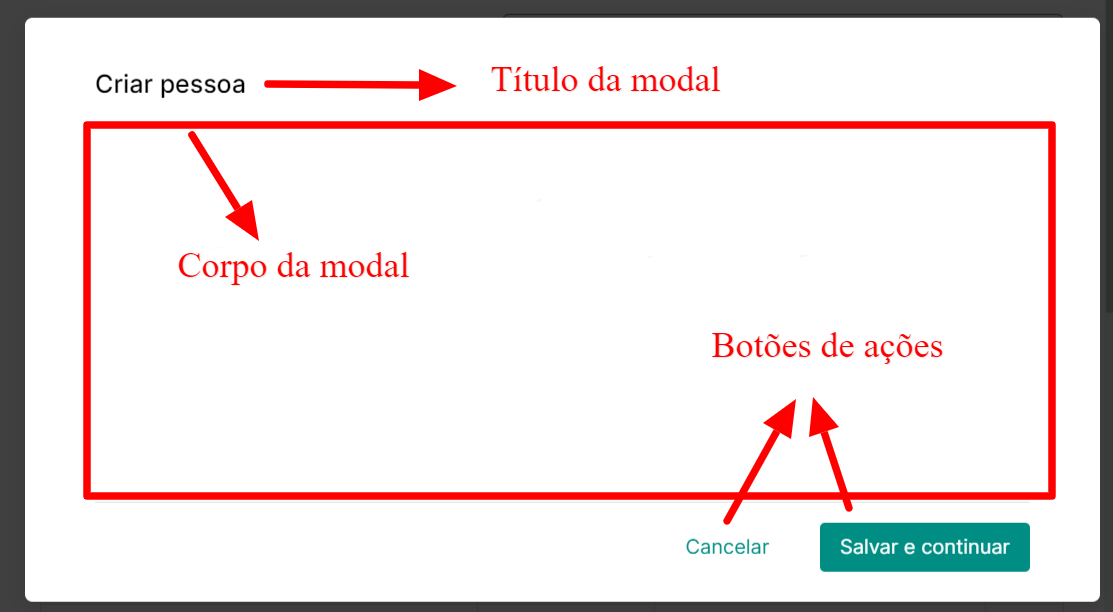 Criar pessoa
Título da modal
Corpo da modal
Botões de ações
Cancelar
Salvar e continuar